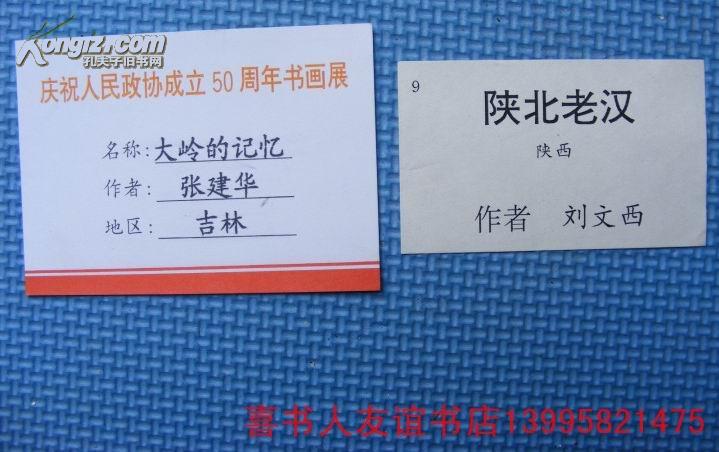 Kongfz.com
孔夫子旧书网
庆祝人民政协成立 50 周年书画展
名称:大岭的记忆
作者: 张建华
地区: 吉林
9
陕北老汉
陕西
作者 刘文西
喜书人友谊书店13995821475